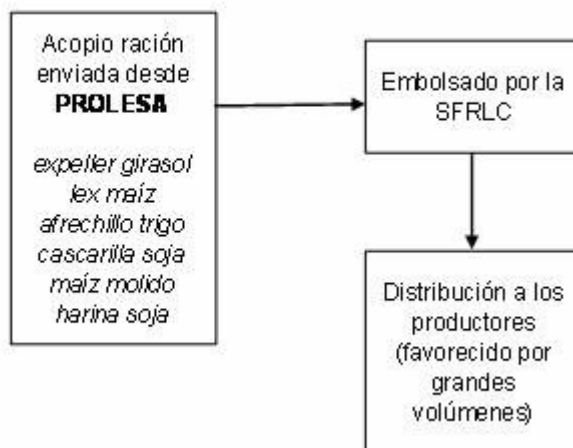 Acopio ración
enviada desde
PROLESA
expeller girasol
lex maíz
afrechillo trigo
cascarilla soja
maíz molido
harina soja
Embolsado por la
SFRLC
Distribución a los
productores
(favorecido por
grandes
volúmenes)